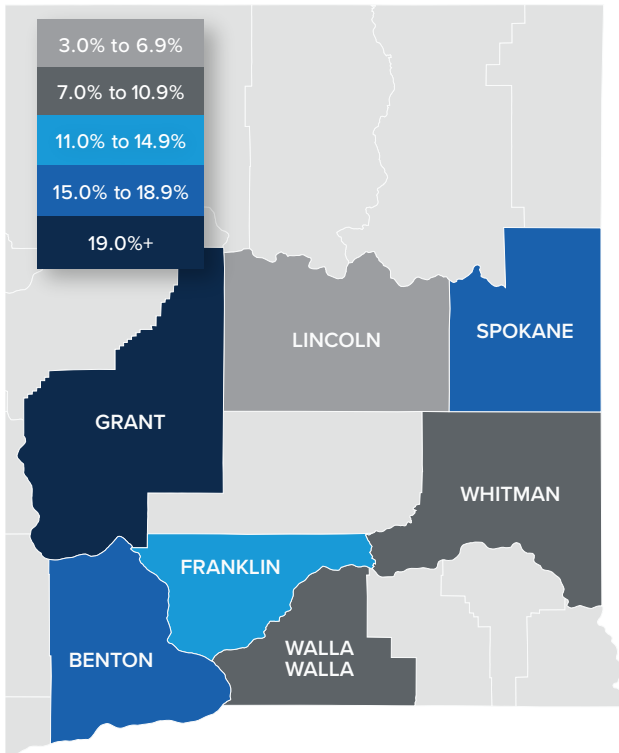 3.0% to 6.9%
7.0% to 10.9%
11.0% to 14.9%
15.0% to 18.9%
19.0%+
LINCOLN
SPOKANE
GRANT
WHITMAN
FRANKLIN
BENTON
WALLA
WALLA